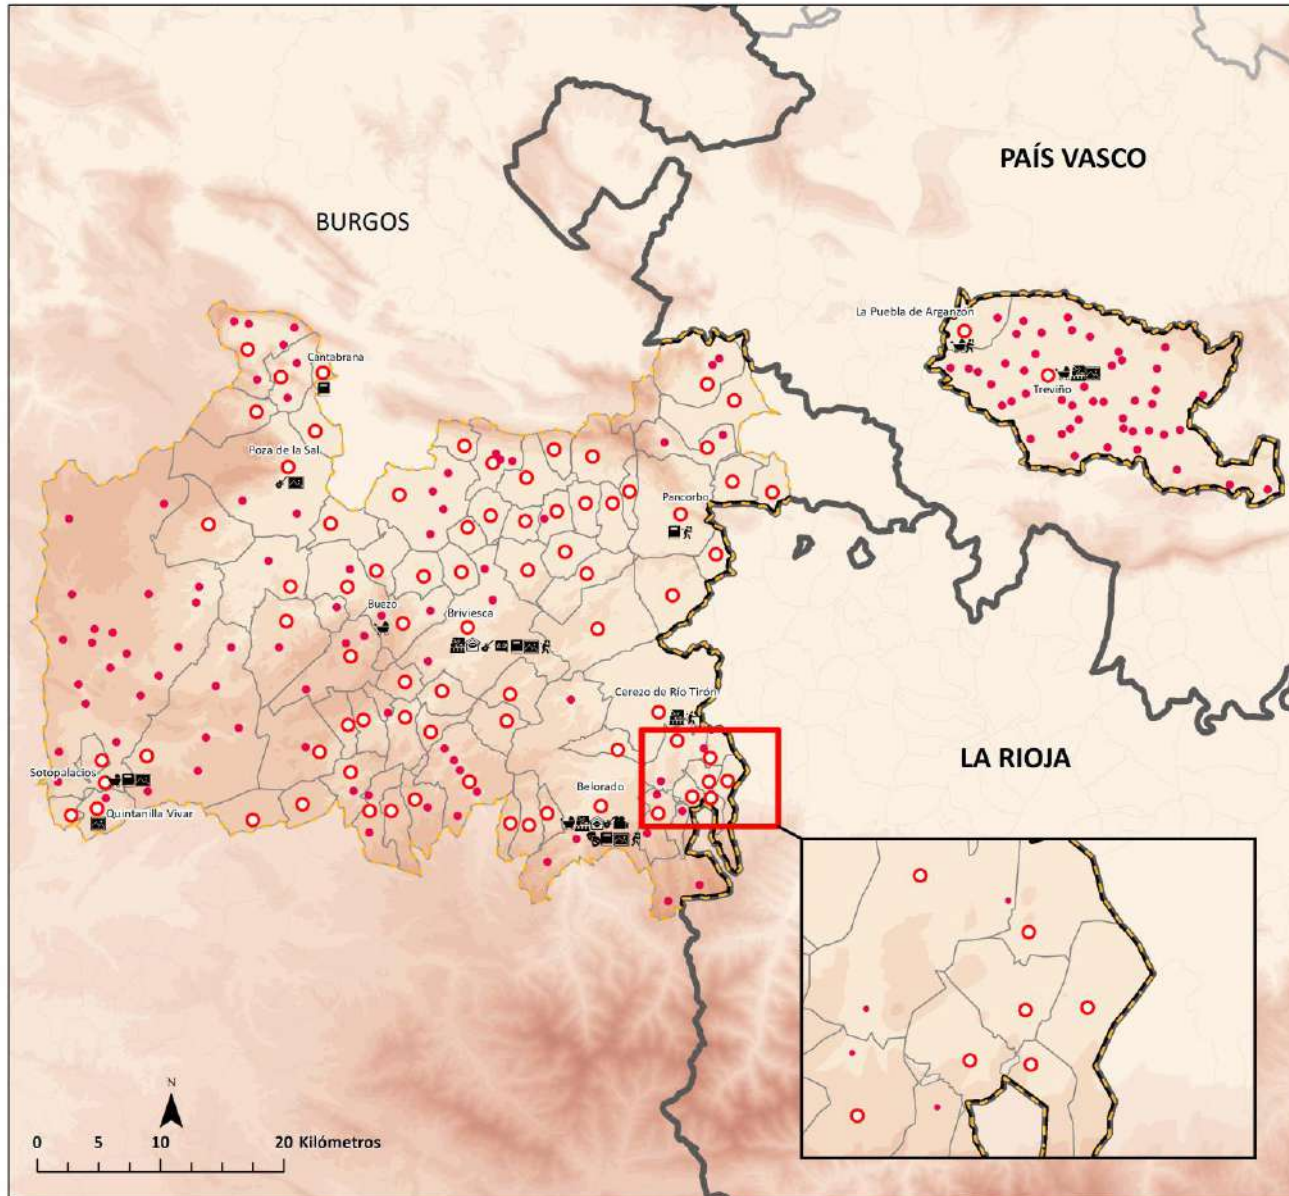 PAÍS VASCO
BURGOS
La Puebla de Arganzón
Cantabrana
Treviño
Poza de la Sal
Pancorbo
Buezo
Briviesca
Cerezo de Río Tirón
LA RIOJA
Sotopalacios
Belorado
Quintanilla Vivar
N
0 5 10 20 Kilómetros